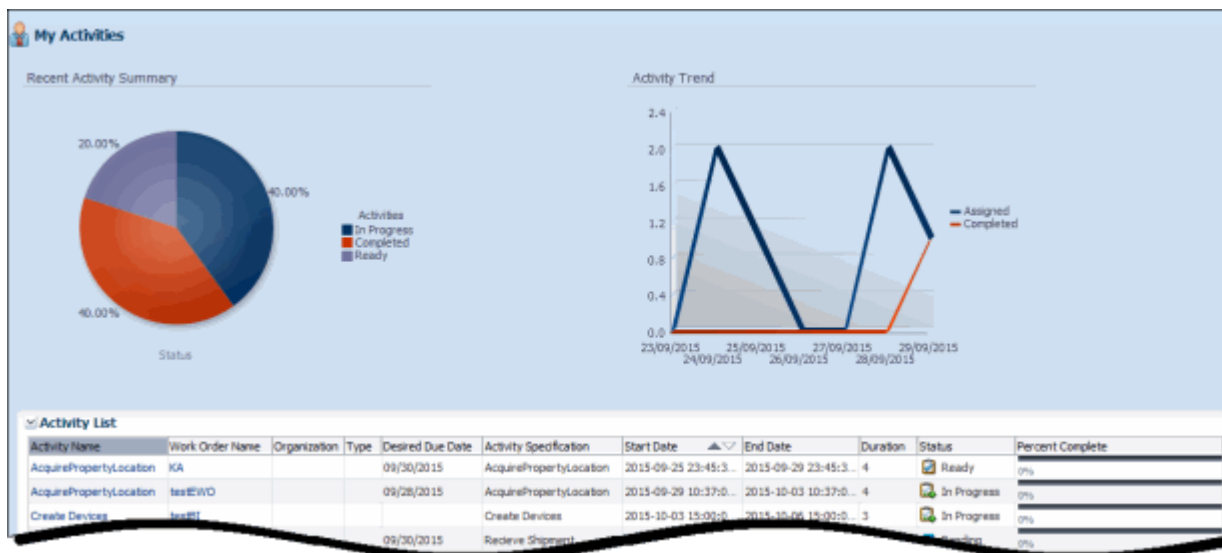 My Activities
Recent Activity Summary
20.00%
40.00%
40.00%
Status
Activities
In Progress
Completed
Ready
Activity Trend
2.4
2.0
1.6
1.2
0.8
0.4
0.0
23/09/2015 25/09/2015 27/09/2015 29/09/2015
24/09/2015 26/09/2015 28/09/2015
Assigned
Completed
Activity List
Activity Name Work Order Name Organization Type Desired Due Date Activity Specification Start Date End Date Duration Status Percent Complete
AcquirePropertyLocation KA 09/30/2015 AcquirePropertyLocation 2015-09-25 23:45:3... 2015-09-29 23:45:3... 4 Ready 0%
AcquirePropertyLocation testEWO 09/28/2015 AcquirePropertyLocation 2015-09-29 10:37:0... 2015-10-03 10:37:0... 4 In Progress 0%
Create Devices testBI Create Devices 2015-10-03 15:00:0... 2015-10-06 15:00:0... 3 In Progress 0%
09/30/2015 Recieve Shipment 0%